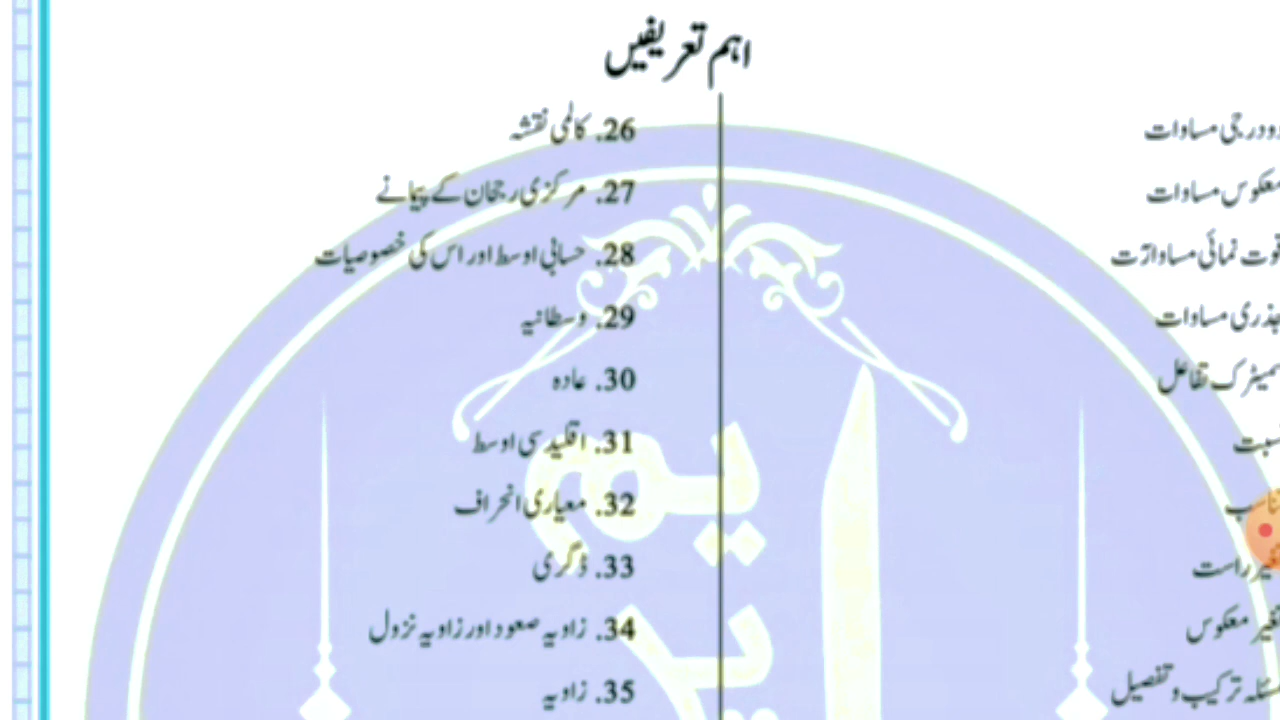 اہم تعریفیں
دو درجی مساوات
معکوس مساوات
قوت نمائی مساوات
جذری مساوات
سمیٹرک تفاعل
نسبت
تناسب
تغیر راست
تغیر معکوس
مسئلہ ترکیب و تفصیل
26. کالمی نقشہ
27. مرکزی رجحان کے پیمانے
28. حسابی اوسط اور اس کی خصوصیات
29. وسطانیہ
30. عادہ
31. اقلیدسی اوسط
32. معیاری انحراف
33. ڈگری
34. زاویہ صعود اور زاویہ نزول
35. زاویہ